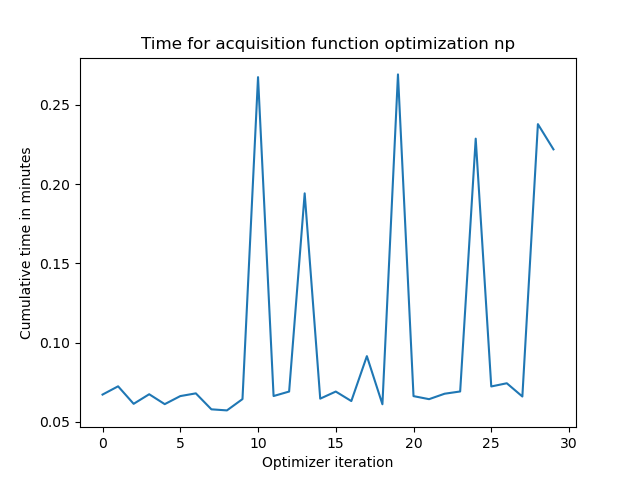 Time for acquisition function optimization np
Cumulative time in minutes
0.25
0.20
0.15
0.10
0.05
0 5 10 15 20 25 30
Optimizer iteration